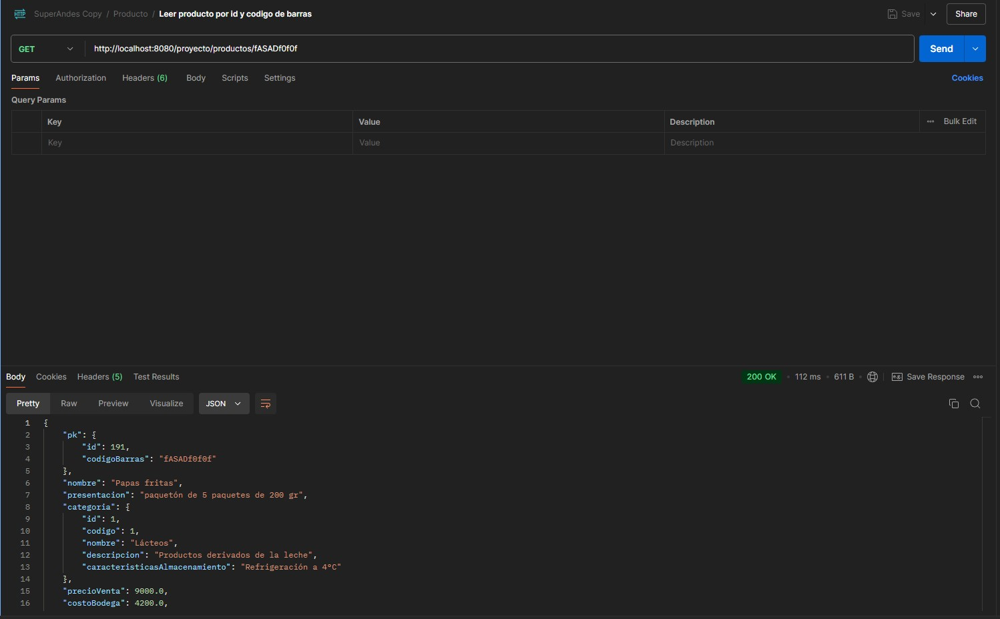 HTTP SuperAndes Copy / Producto / Leer producto por id y codigo de barras Save Share
GET http://localhost:8080/proyecto/productos/fASADf0f0f Send
Params Authorization Headers (6) Body Scripts Settings Cookies
Query Params
Key Value Description ••• Bulk Edit
Key Value Description
Body Cookies Headers (5) Test Results 200 OK • 112 ms • 611 B • e.g. Save Response •••
Pretty Raw Preview Visualize JSON
1 {
2 "pk": {
3 "id": 191,
4 "codigoBarras": "fASADf0f0f"
5 },
6 "nombre": "Papas fritas",
7 "presentacion": "paquetón de 5 paquetes de 200 gr",
8 "categoria": {
9 "id": 1,
10 "codigo": 1,
11 "nombre": "Lácteos",
12 "descripcion": "Productos derivados de la leche",
13 "caracteristicasAlmacenamiento": "Refrigeración a 4°C"
14 },
15 "precioVenta": 9000.0,
16 "costoBodega": 4200.0,